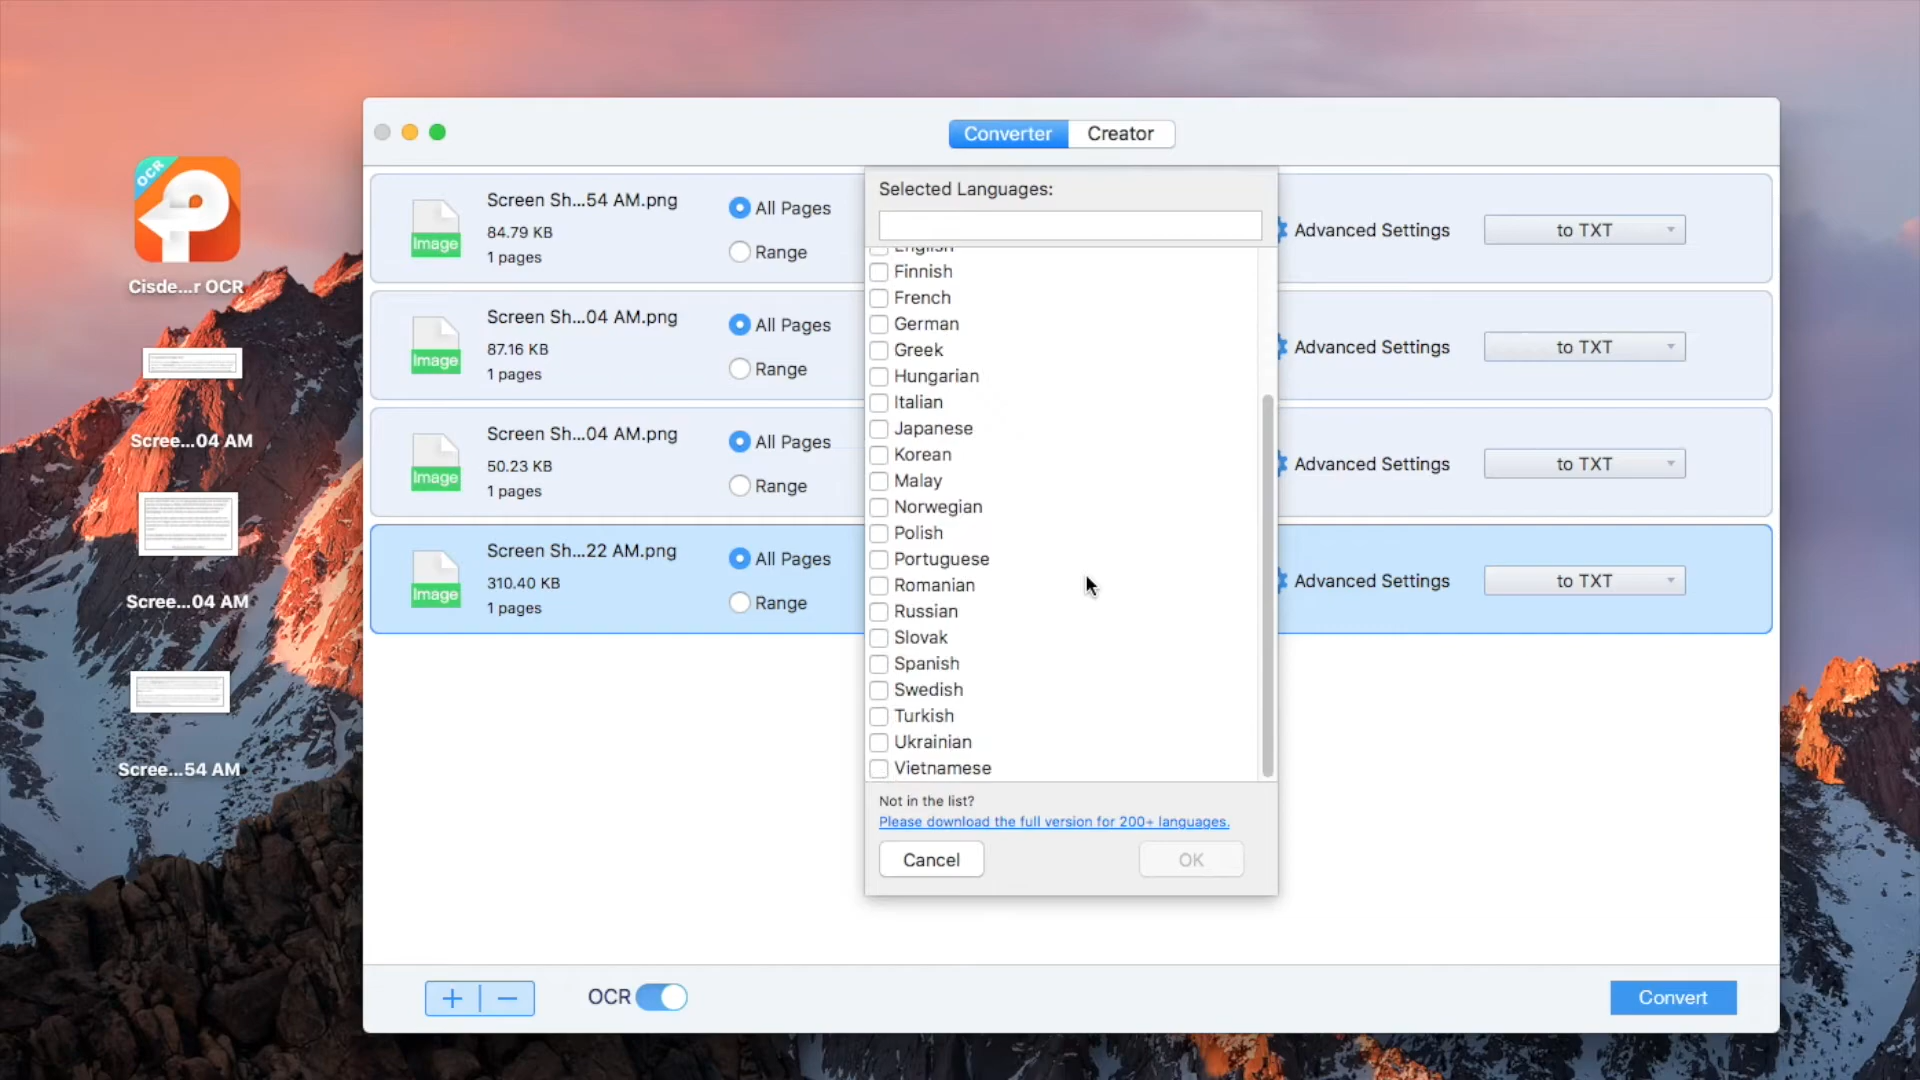 Converter
Creator
OCR
Cisde...r OCR
Scree...04 AM
Scree...04 AM
Scree...54 AM
Image
Screen Sh...54 AM.png
84.79 KB
1 pages
All Pages
Range
Advanced Settings
to TXT
Image
Screen Sh...04 AM.png
87.16 KB
1 pages
All Pages
Range
Advanced Settings
to TXT
Image
Screen Sh...04 AM.png
50.23 KB
1 pages
All Pages
Range
Advanced Settings
to TXT
Image
Screen Sh...22 AM.png
310.40 KB
1 pages
All Pages
Range
Advanced Settings
to TXT
Selected Languages:
English
Finnish
French
German
Greek
Hungarian
Italian
Japanese
Korean
Malay
Norwegian
Polish
Portuguese
Romanian
Russian
Slovak
Spanish
Swedish
Turkish
Ukrainian
Vietnamese
Not in the list?
Please download the full version for 200+ languages.
Cancel
OK
OCR
Convert